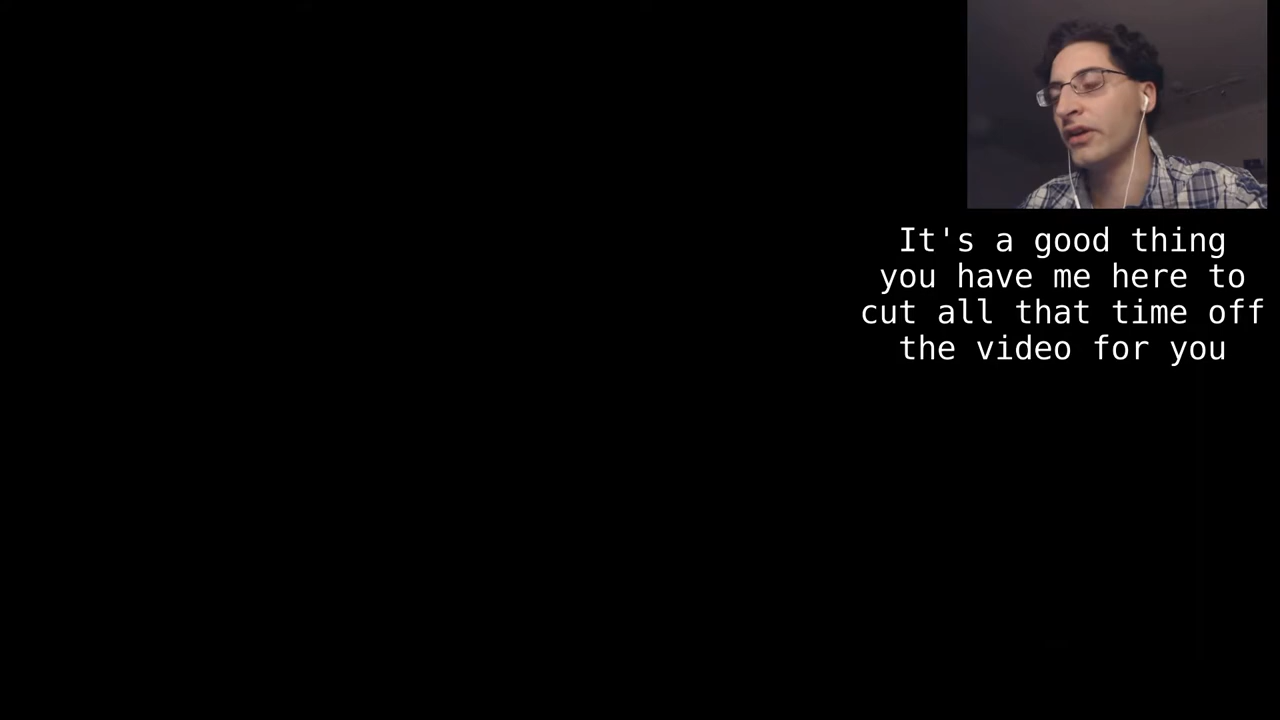 It's a good thing
you have me here to
cut all that time off
the video for you